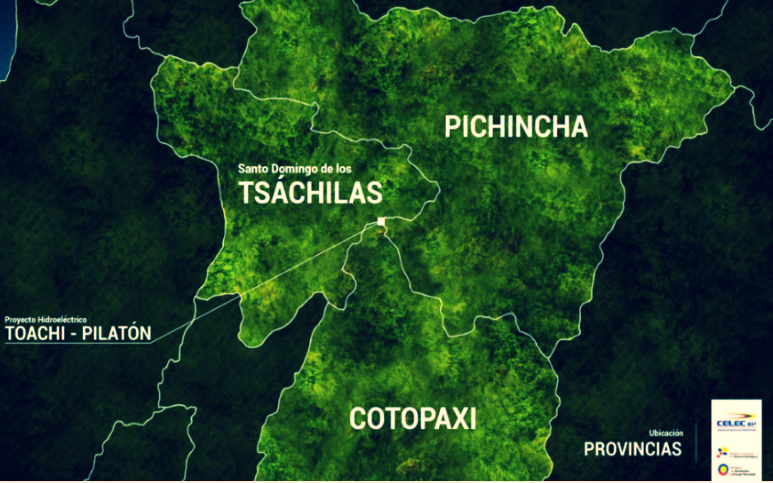 PICHINCHA
Santo Domingo de los
TSÁCHILAS
Proyecto Hidroeléctrico
TOACHI - PILATÓN
COTOPAXI
Ubicación
PROVINCIAS
CELEC EP